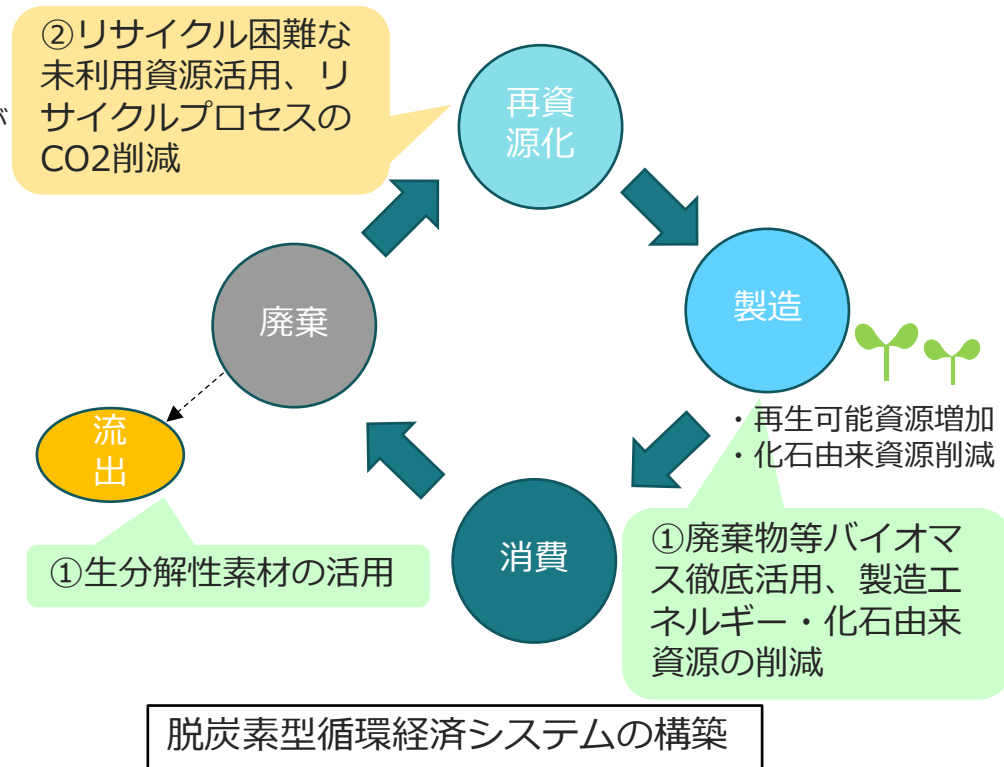 ②リサイクル困難な
未利用資源活用、リ
サイクルプロセスの
CO2削減
が
再資
源化
製造
廃棄
流
出
・再生可能資源増加
・化石由来資源削減
消費
①生分解性素材の活用
①廃棄物等バイオマ
ス徹底活用、製造エ
ネルギー・化石由来
資源の削減
脱炭素型循環経済システムの構築